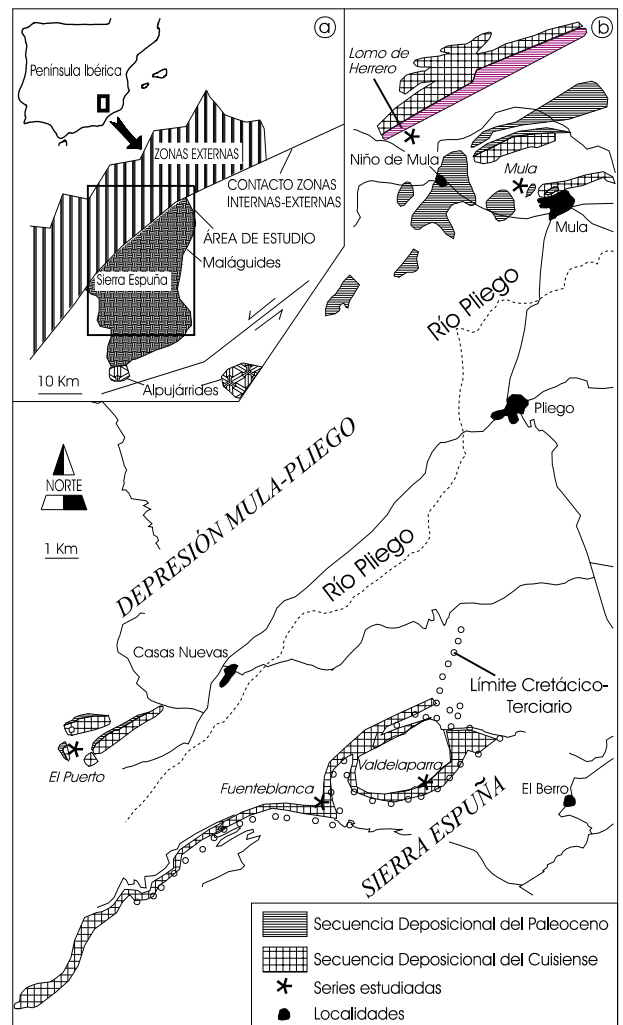 a
Península Ibérica
ZONAS EXTERNAS
CONTACTO ZONAS
INTERNAS-EXTERNAS
ÁREA DE ESTUDIO
Maláguides
Sierra Espuña
10 Km
Alpujárrides
b
Lomo de
Herrero
Niño de Mula
Mula
Mula
Río Pliego
Pliego
NORTE
1 Km
DEPRESIÓN MULA-PLIEGO
Río Pliego
Casas Nuevas
Límite Cretácico-
Terciario
El Puerto
Fuenteblanca
Valdelaparra
El Berro
SIERRA ESPUÑA
Secuencia Deposicional del Paleoceno
Secuencia Deposicional del Cuisiense
Series estudiadas
Localidades